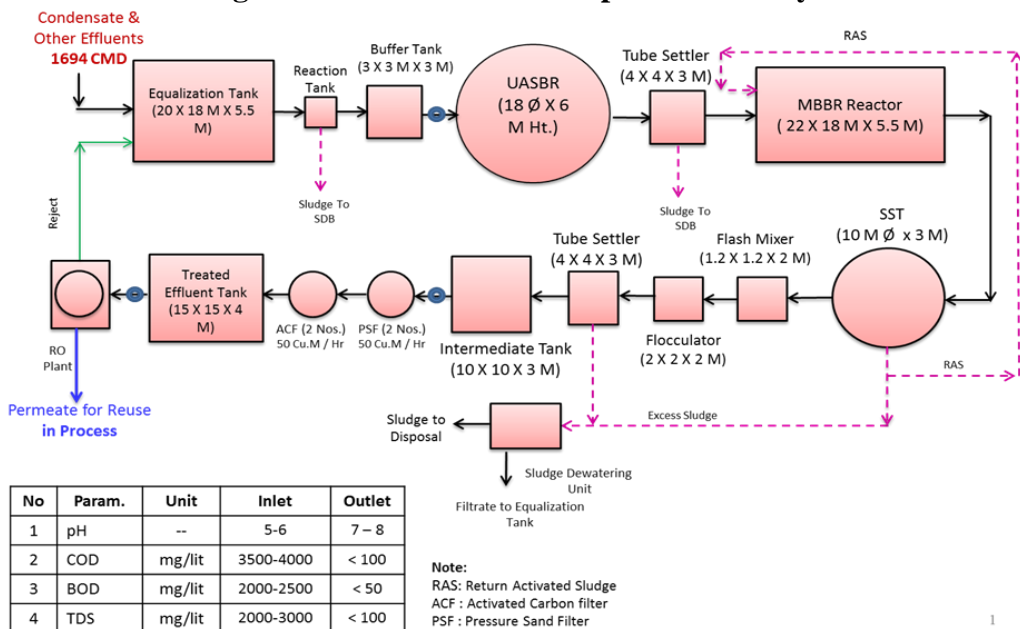 Condensate &
Other Effluents
1694 CMD
Equalization Tank
(20 X 18 M X 5.5
M)
Reaction
Tank
Buffer Tank
(3 X 3 M X 3 M)
UASBR
(18 Ø X 6
M Ht.)
Tube Settler
(4 X 4 X 3 M)
RAS
MBBR Reactor
( 22 X 18 M X 5.5 M)
Sludge To
SDB
Sludge To
SDB
Reject
SST
(10 M Ø x 3 M)
Flash Mixer
(1.2 X 1.2 X 2 M)
Tube Settler
(4 X 4 X 3 M)
Flocculator
(2 X 2 X 2 M)
Intermediate Tank
(10 X 10 X 3 M)
PSF (2 Nos.)
50 Cu.M / Hr
ACF (2 Nos.)
50 Cu.M / Hr
Treated
Effluent Tank
(15 X 15 X 4
M)
RO
Plant
Permeate for Reuse
in Process
RAS
Excess Sludge
Sludge to
Disposal
Sludge Dewatering
Unit
Filtrate to Equalization
Tank
No Param. Unit Inlet Outlet
1 pH -- 5-6 7 – 8
2 COD mg/lit 3500-4000 < 100
3 BOD mg/lit 2000-2500 < 50
4 TDS mg/lit 2000-3000 < 100
Note:
RAS: Return Activated Sludge
ACF : Activated Carbon filter
PSF : Pressure Sand Filter
1